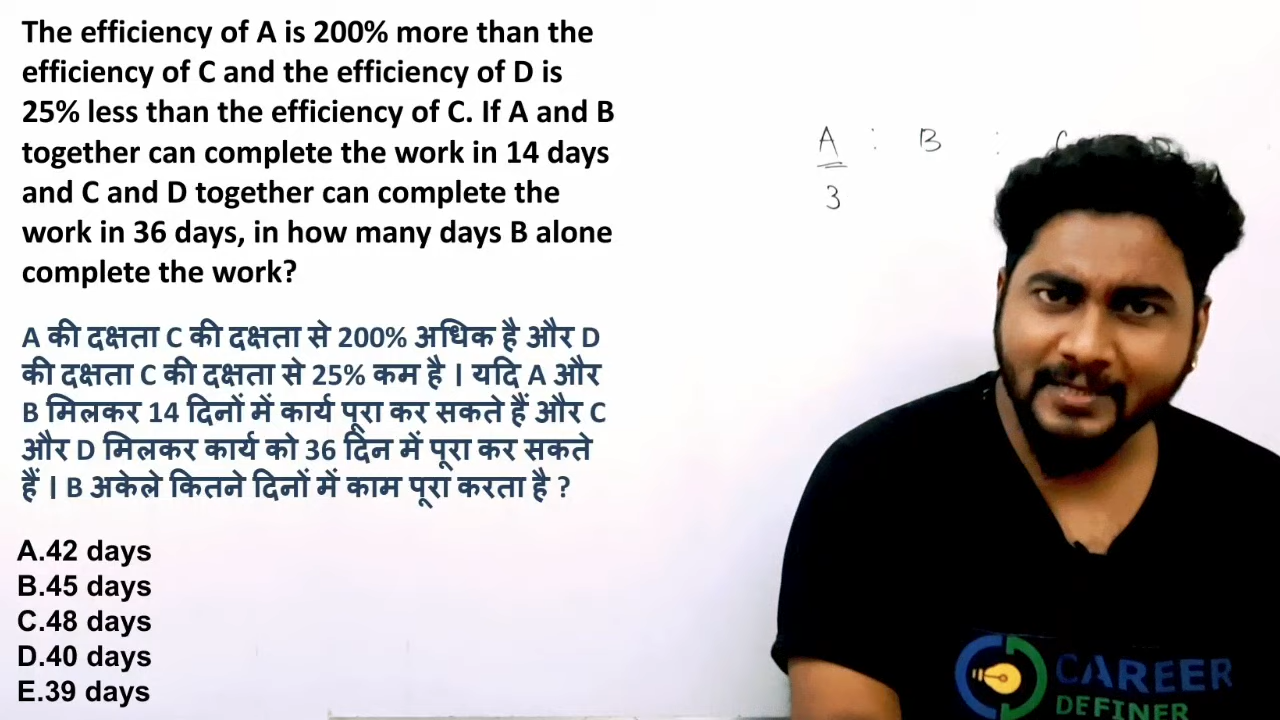 The efficiency of A is 200% more than the
efficiency of C and the efficiency of D is
25% less than the efficiency of C. If A and B
together can complete the work in 14 days
and C and D together can complete the
work in 36 days, in how many days B alone
complete the work?
A की दक्षता C की दक्षता से 200% अधिक है और D
की दक्षता C की दक्षता से 25% कम है । यदि A और
B मिलकर 14 दिनों में कार्य पूरा कर सकते हैं और C
और D मिलकर कार्य को 36 दिन में पूरा कर सकते
हैं । B अकेले कितने दिनों में काम पूरा करता है ?
A.42 days
B.45 days
C.48 days
D.40 days
E.39 days
A : B :
3
CAREER
DEFINER